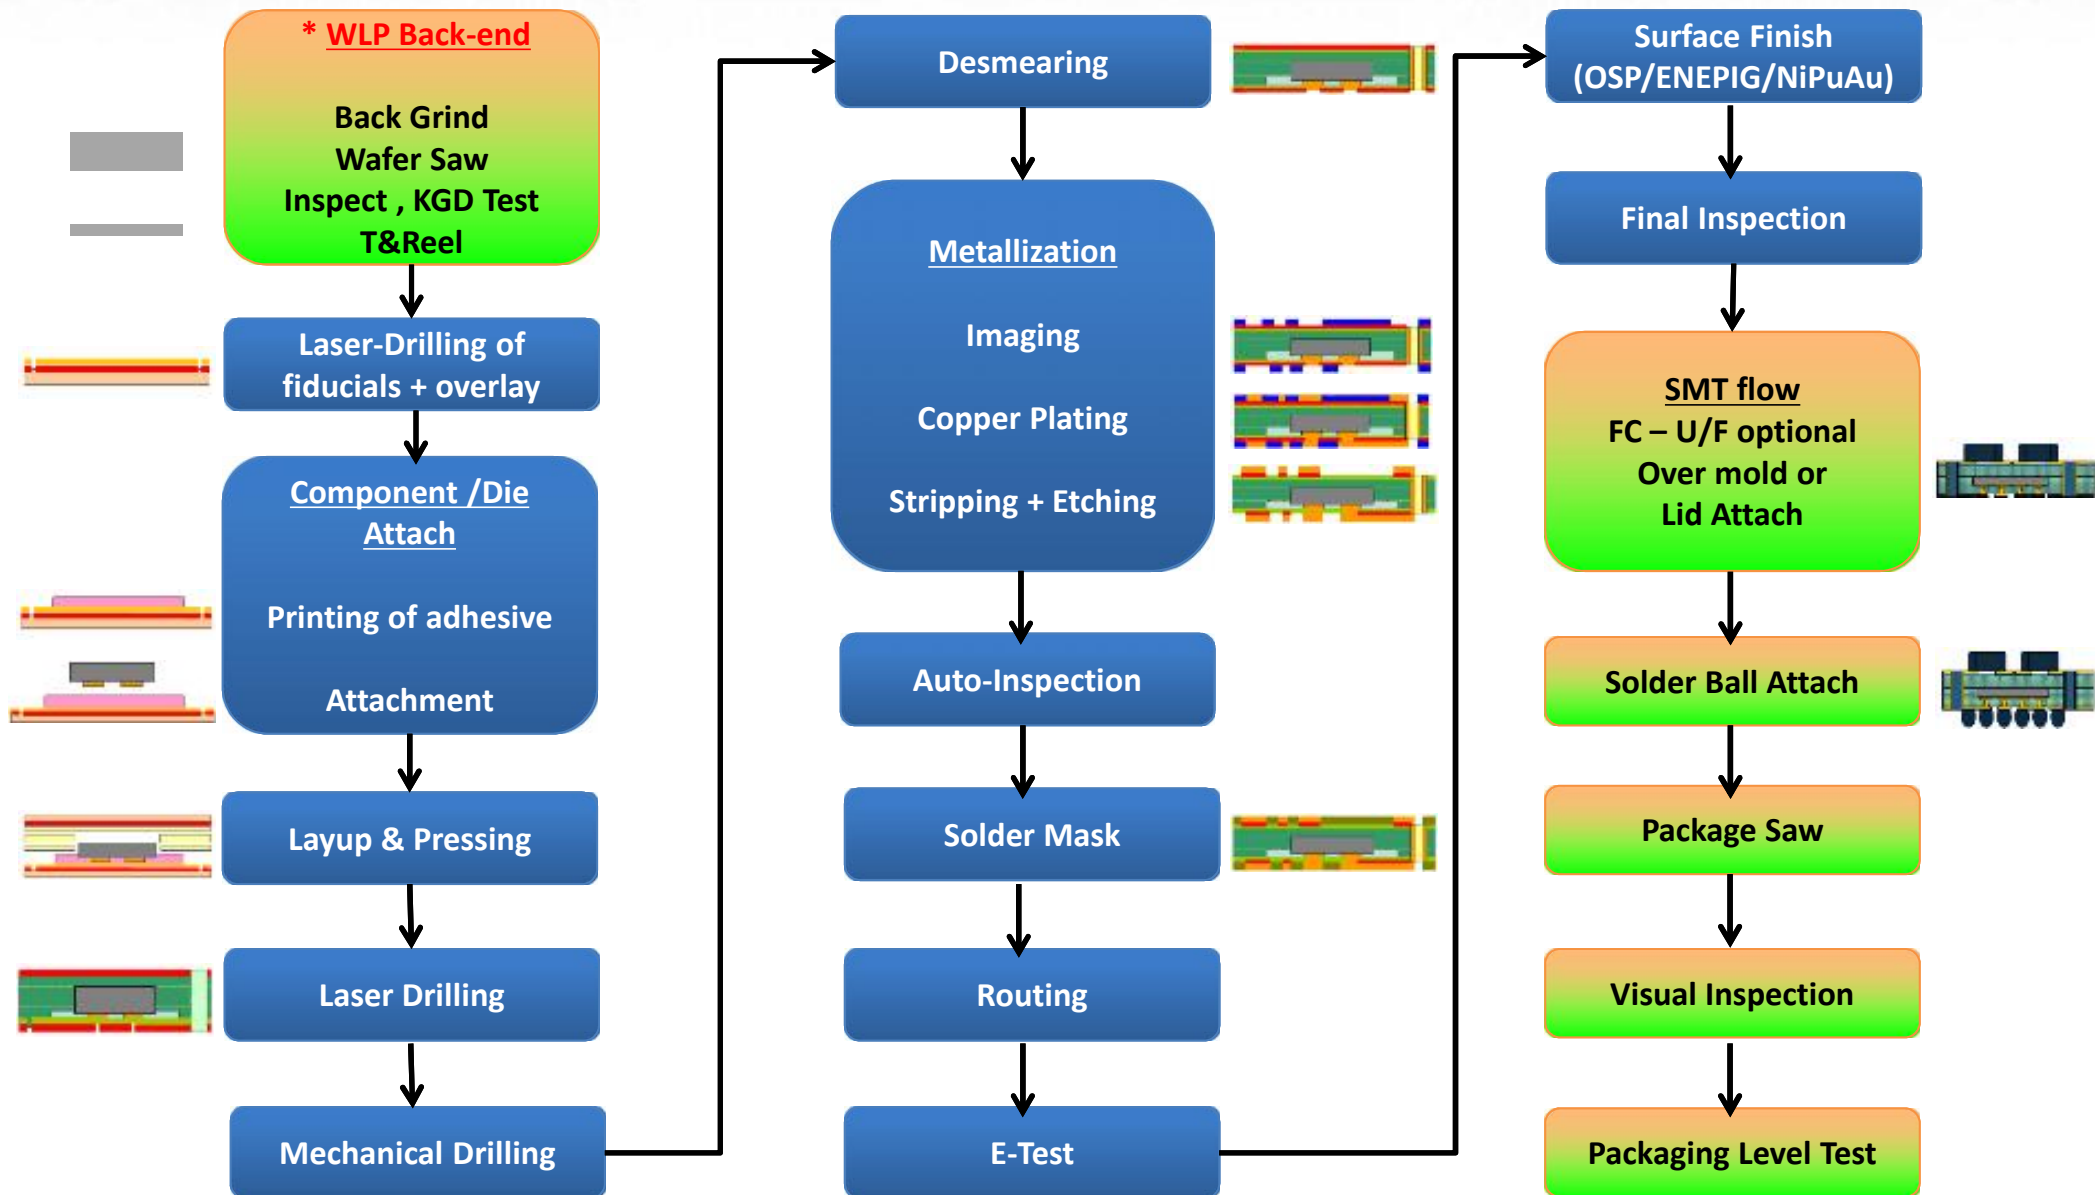 * WLP Back-end
Back Grind
Wafer Saw
Inspect , KGD Test
T&Reel
Laser-Drilling of
fiducials + overlay
Component /Die
Attach
Printing of adhesive
Attachment
Layup & Pressing
Laser Drilling
Mechanical Drilling
Desmearing
Metallization
Imaging
Copper Plating
Stripping + Etching
Auto-Inspection
Solder Mask
Routing
E-Test
Surface Finish
(OSP/ENEPIG/NiPuAu)
Final Inspection
SMT flow
FC – U/F optional
Over mold or
Lid Attach
Solder Ball Attach
Package Saw
Visual Inspection
Packaging Level Test